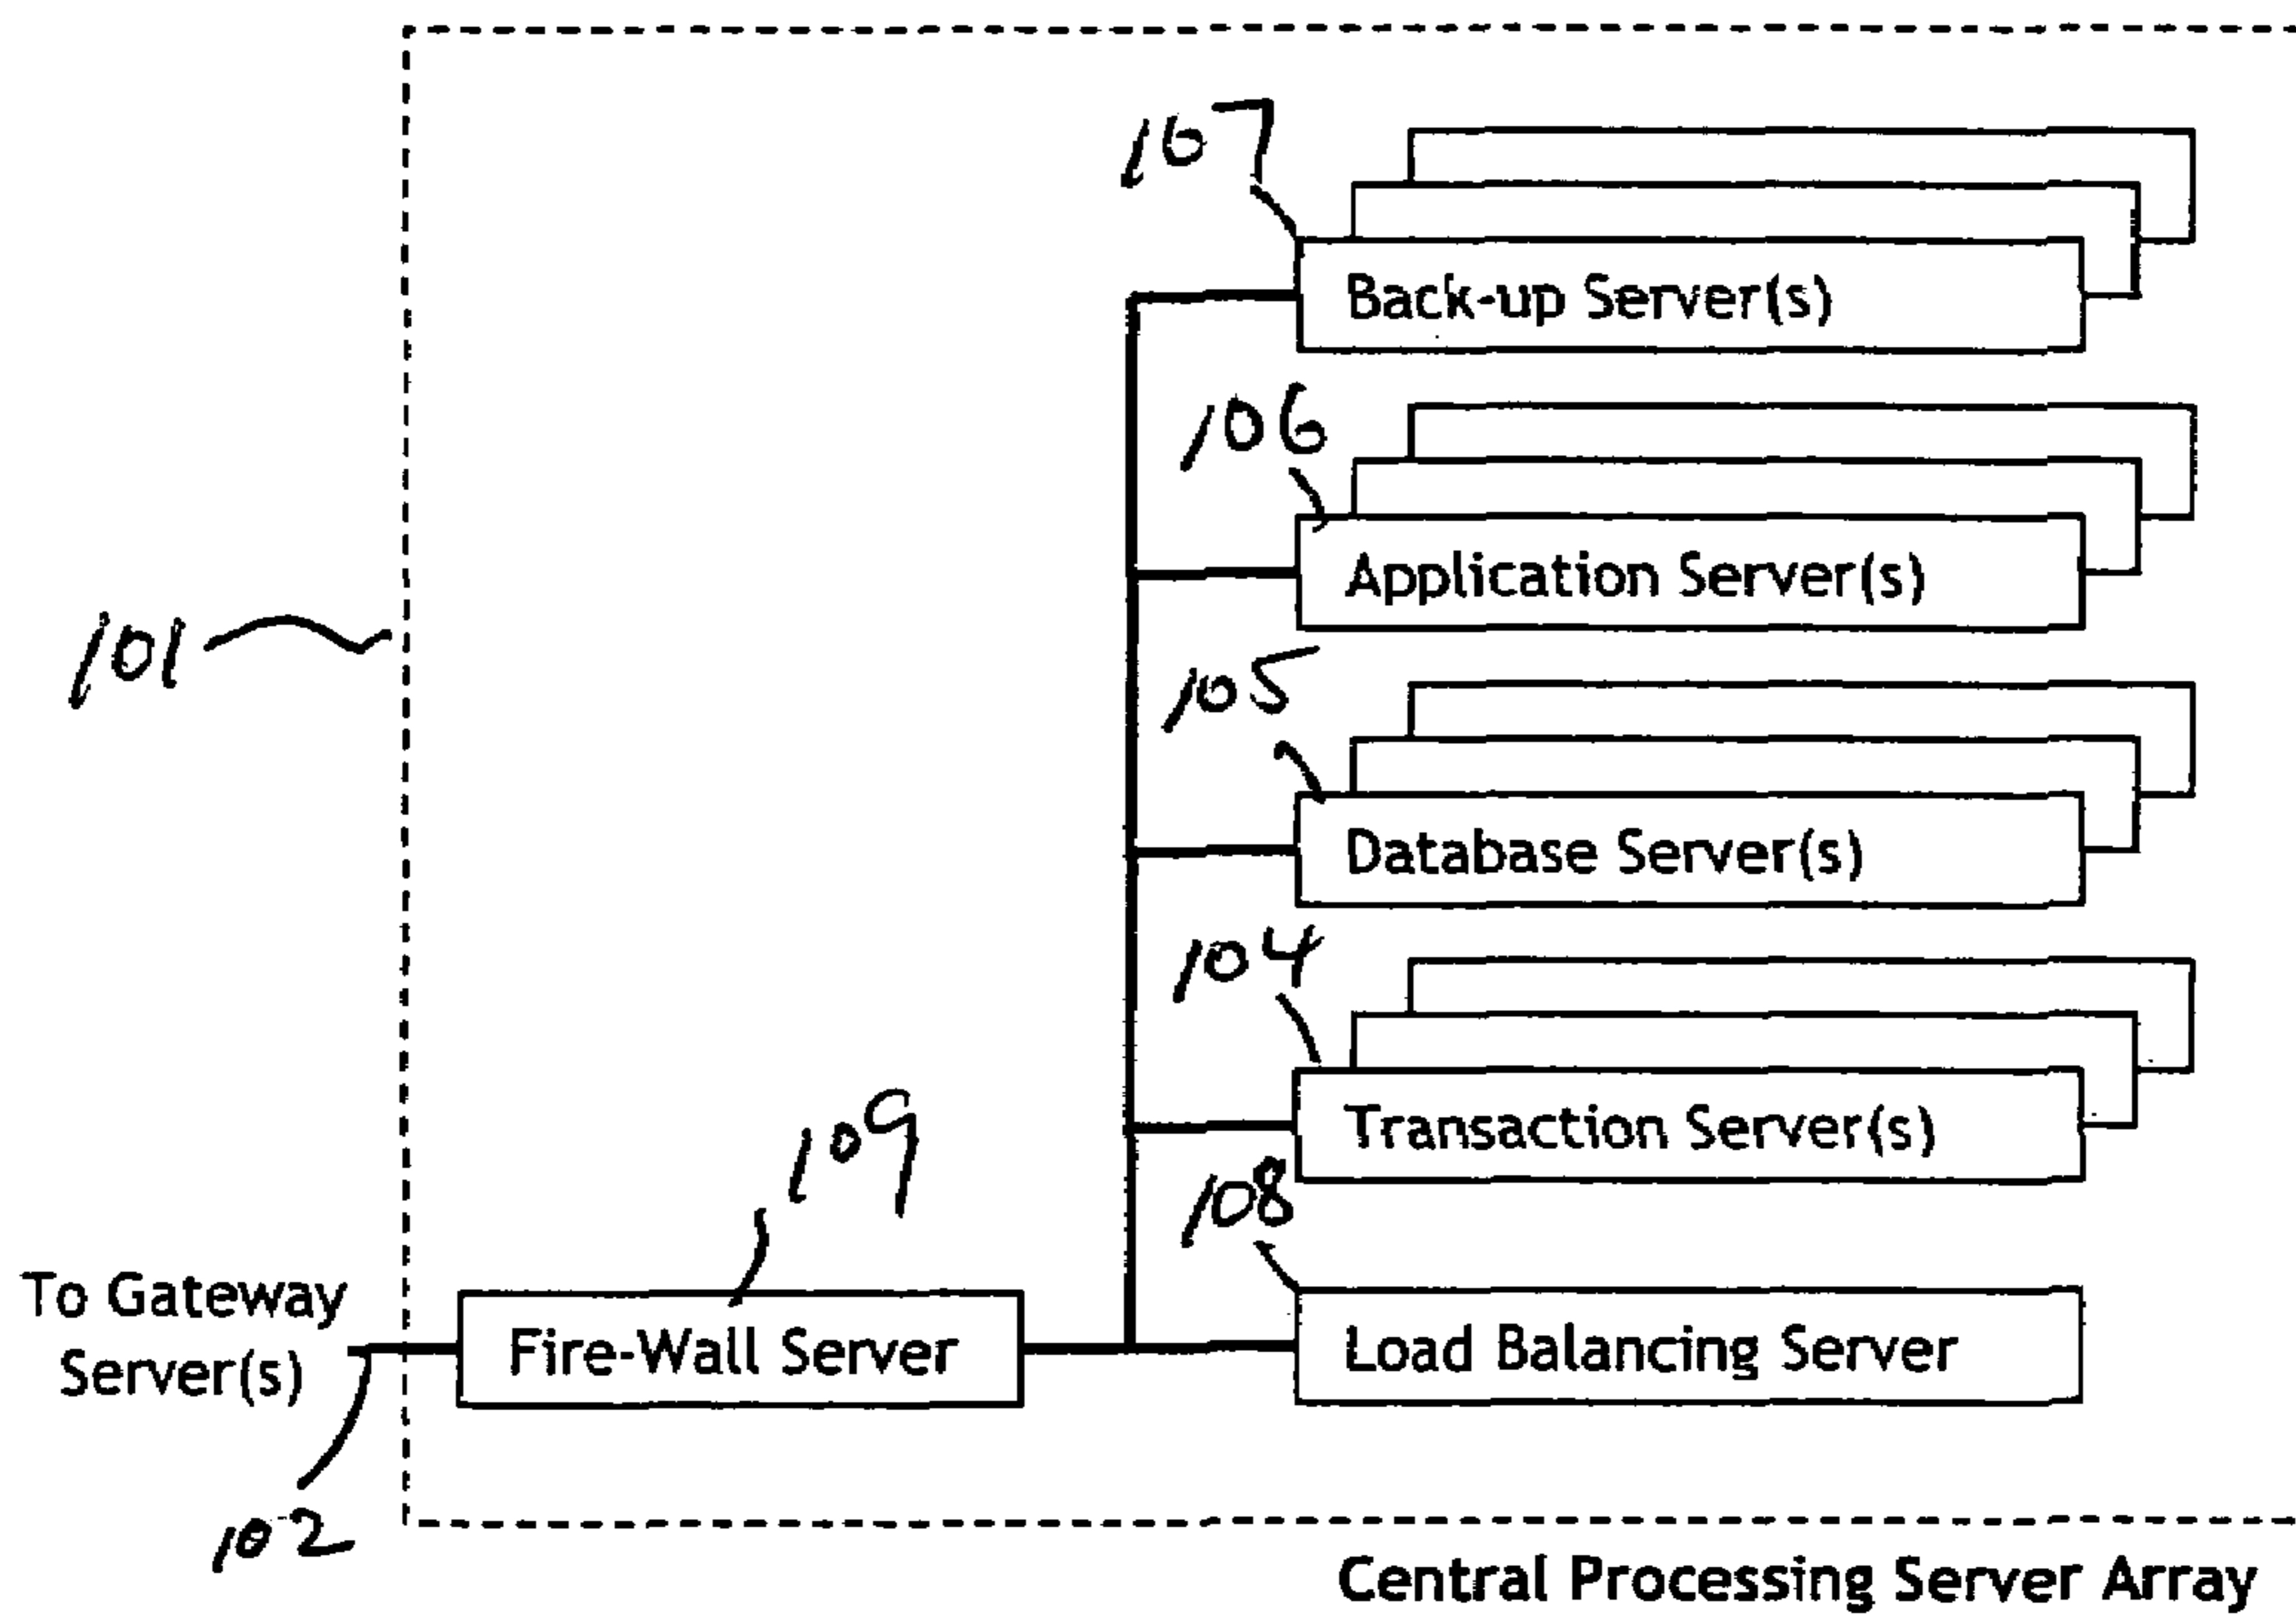 107
Back-up Server(s)
106
Application Server(s)
101
105
Database Server(s)
104
Transaction Server(s)
109
108
To Gateway
Server(s)
Fire-Wall Server
Load Balancing Server
102
Central Processing Server Array